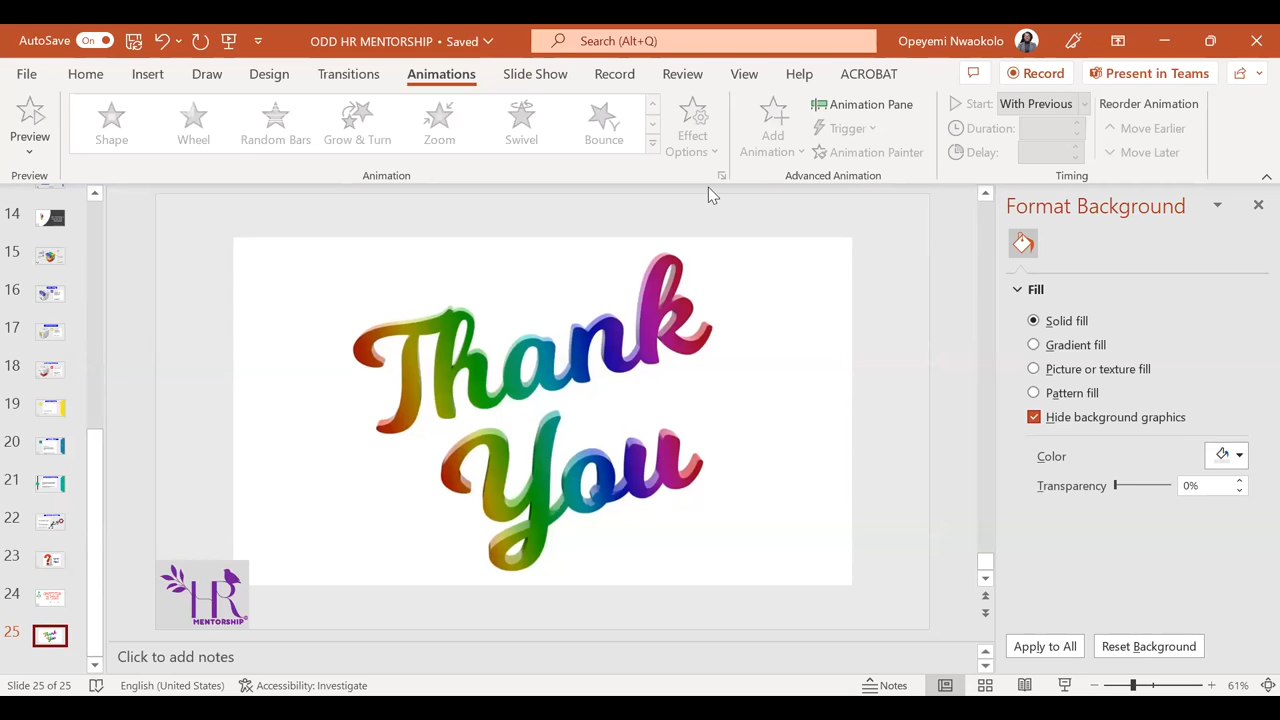 AutoSave On ODD HR MENTORSHIP • Saved Search (Alt+Q) Opeyemi Nwaokolo
File Home Insert Draw Design Transitions Animations Slide Show Record Review View Help ACROBAT Record Present in Teams
Preview
Shape Wheel Random Bars Grow & Turn Zoom Swivel Bounce
Effect Options
Add Animation
Animation Pane
Trigger
Animation Painter
Start: With Previous
Duration:
Delay:
Reorder Animation
Move Earlier
Move Later
Preview Animation Advanced Animation Timing
14
15
16
17
18
19
20
21
22
23
24
25
Thank
You
HR
MENTORSHIP
Click to add notes
Format Background
Fill
Solid fill
Gradient fill
Picture or texture fill
Pattern fill
Hide background graphics
Color
Transparency 0%
Apply to All Reset Background
Slide 25 of 25 English (United States) Accessibility: Investigate Notes 61%